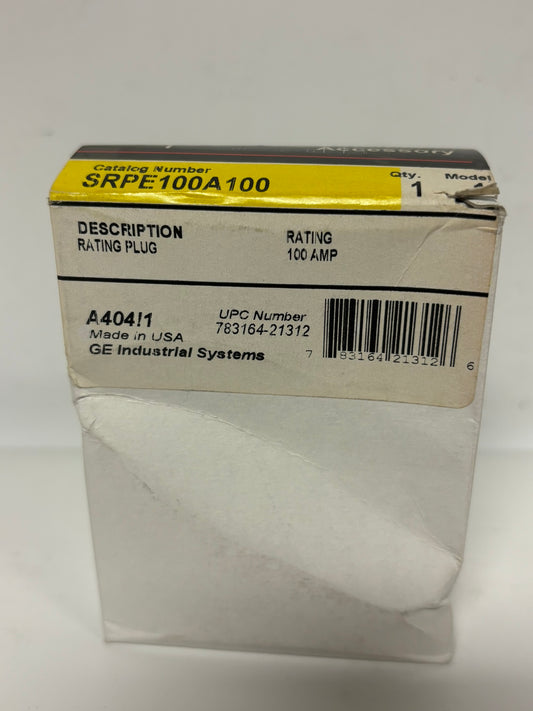 Accessory
Catalog Number
SRPE100A100
Qty.
1
Model
1
DESCRIPTION
RATING PLUG
RATING
100 AMP
A404!1
Made in USA
GE Industrial Systems
UPC Number
783164-21312
7 83164 21312 6